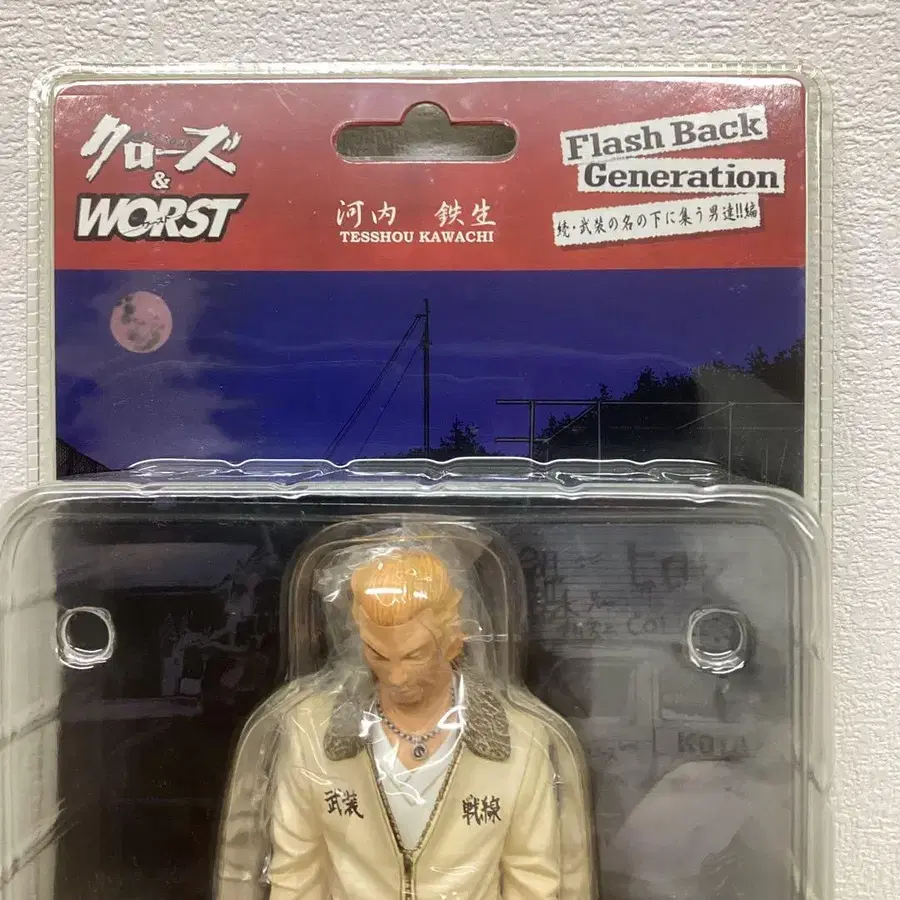 クローズ
&
WORST
河内 鉄生
TESSHOU KAWACHI
Flash Back
Generation
続・武装の名の下に集う男達!!編
武装 戦線